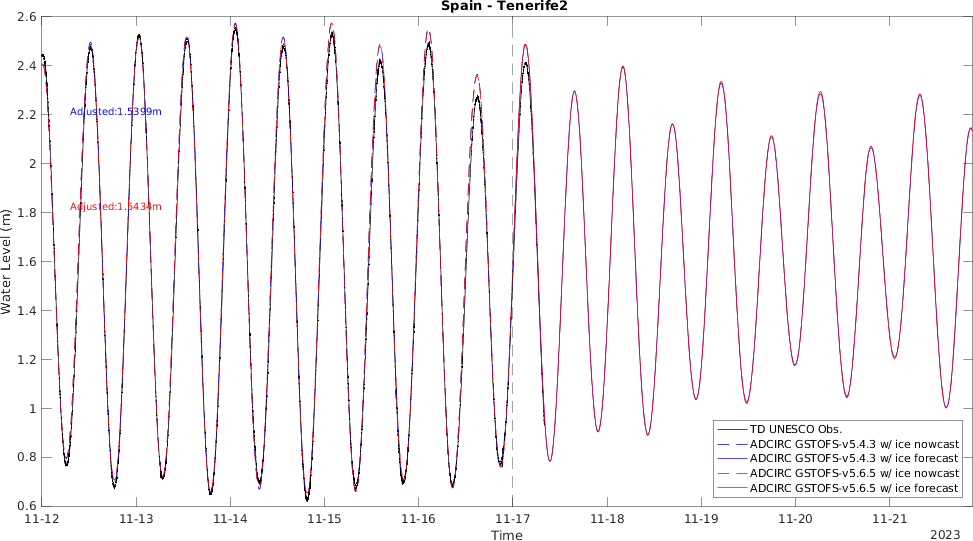 Spain - Tenerife2
2.6
2.4
2.2
2
1.8
1.6
1.4
1.2
1
0.8
0.6
Water Level (m)
Adjusted:1.5399m
Adjusted:1.5434m
TD UNESCO Obs.
ADCIRC GSTOFS-v5.4.3 w/ ice nowcast
ADCIRC GSTOFS-v5.4.3 w/ ice forecast
ADCIRC GSTOFS-v5.6.5 w/ ice nowcast
ADCIRC GSTOFS-v5.6.5 w/ ice forecast
11-12 11-13 11-14 11-15 11-16 11-17 11-18 11-19 11-20 11-21
Time
2023